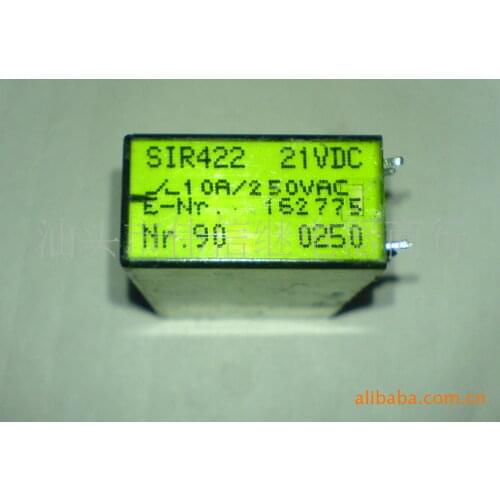 SIR422 21VDC
10A/250VAC
E-Nr. 162775
Nr.90 0250
alibaba.com.cn